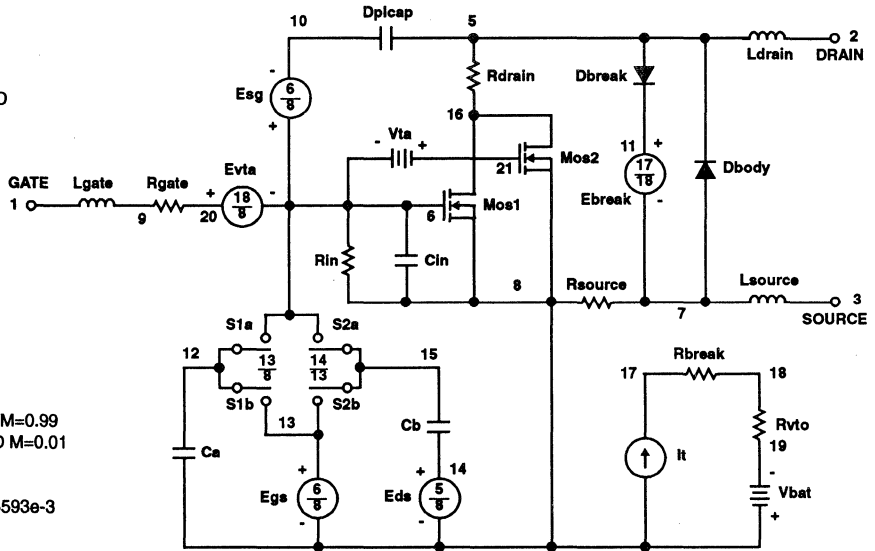 10
Dplcap
5
2
Ldrain
DRAIN
D
Esg
-
6
8
+
Rdrain
Dbreak
16
Vta
- +
Evta
Mos2
21
11
+
17
18
Ebreak
-
Dbody
GATE
1
Lgate
9
Rgate
20
+
18
8
-
6
Mos1
Rin
Cin
8
Rsource
7
Lsource
3
SOURCE
S1a
S2a
12
13
8
14
13
15
S1b
S2b
13
Rbreak
17
18
M=0.99
D M=0.01
Ca
Cb
It
Rvto
19
-
Vbat
+
593e-3
Egs
+
6
8
-
Eds
+
14
5
8
-